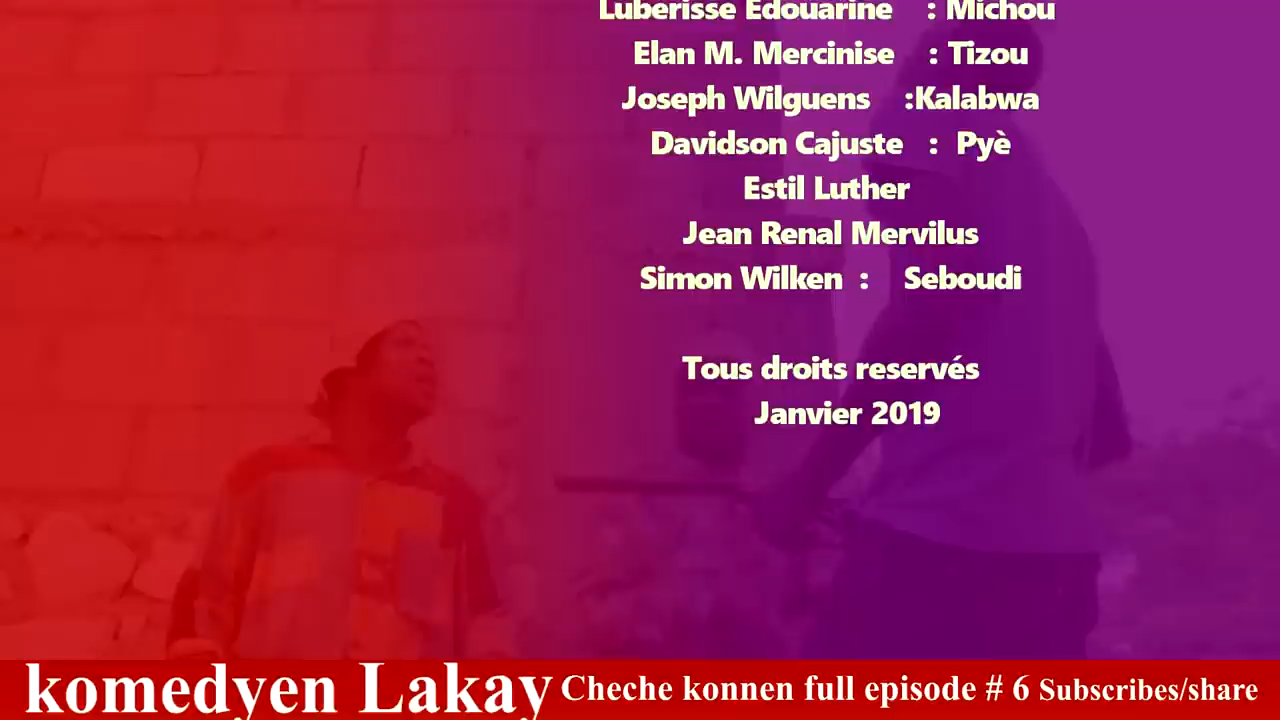 Luberisse Edouarine : Michou
Elan M. Mercinise : Tizou
Joseph Wilguens :Kalabwa
Davidson Cajuste : Pyè
Estil Luther
Jean Renal Mervilus
Simon Wilken : Seboudi
Tous droits reservés
Janvier 2019
komedyen Lakay Cheche konnen full episode # 6 Subscribes/share